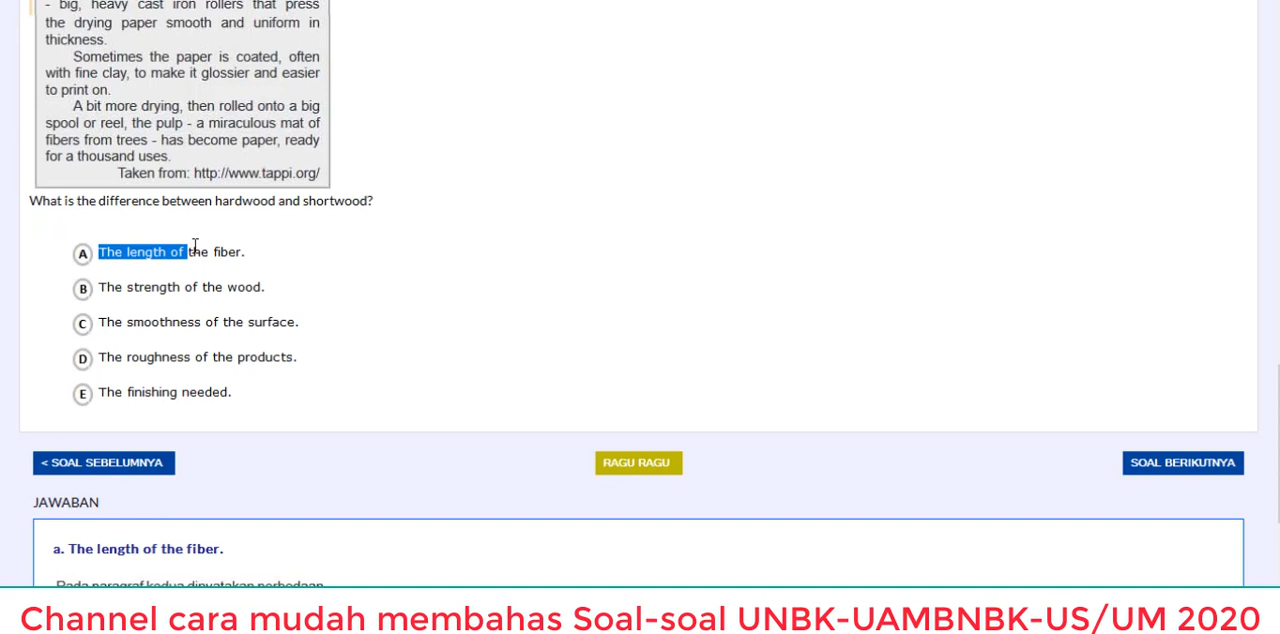 - big, heavy cast iron rollers that press
the drying paper smooth and uniform in
thickness.
Sometimes the paper is coated, often
with fine clay, to make it glossier and easier
to print on.
A bit more drying, then rolled onto a big
spool or reel, the pulp - a miraculous mat of
fibers from trees - has become paper, ready
for a thousand uses.
Taken from: http://www.tappi.org/
What is the difference between hardwood and shortwood?
A The length of the fiber.
B The strength of the wood.
C The smoothness of the surface.
D The roughness of the products.
E The finishing needed.
< SOAL SEBELUMNYA RAGU RAGU SOAL BERIKUTNYA
JAWABAN
a. The length of the fiber.
Pada paragraf kedua dinyatakan perbedaan
Channel cara mudah membahas Soal-soal UNBK-UAMBNBK-US/UM 2020